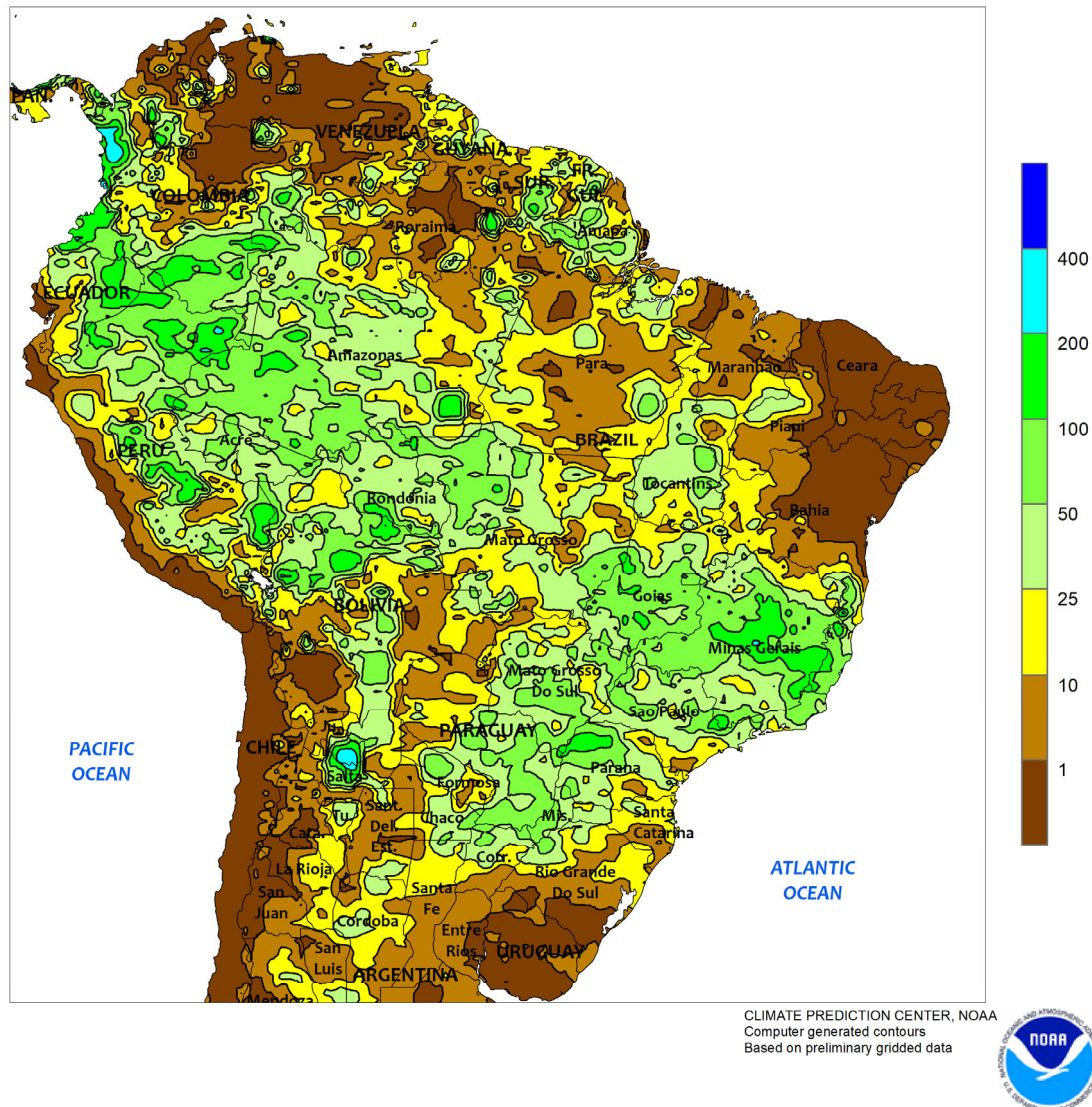 PAN.
VENEZUELA
GUYANA
FR.
SUR.
GUI.
COLOMBIA
Roraima
Amapa
ECUADOR
400
200
100
50
25
10
1
Amazonas
Para
Maranhao
Ceara
Piaui
Acre
PERU
BRAZIL
Rondonia
Tocantins
Bahia
Mato Grosso
BOLIVIA
Goias
Minas Gerais
Mato Grosso
Do Sul
Sao Paulo
PACIFIC
OCEAN
CHILE
PARAGUAY
Salta
Formosa
Parana
Tu.
Sant.
Del.
Est.
Chaco
Mis.
Santa
Catarina
Cata.
Corr.
La Rioja
Rio Grande
Do Sul
ATLANTIC
OCEAN
San
Juan
Santa
Fe
Cordoba
Entre
Rios
URUGUAY
San
Luis
ARGENTINA
Mendoza
CLIMATE PREDICTION CENTER, NOAA
Computer generated contours
Based on preliminary gridded data
NOAA